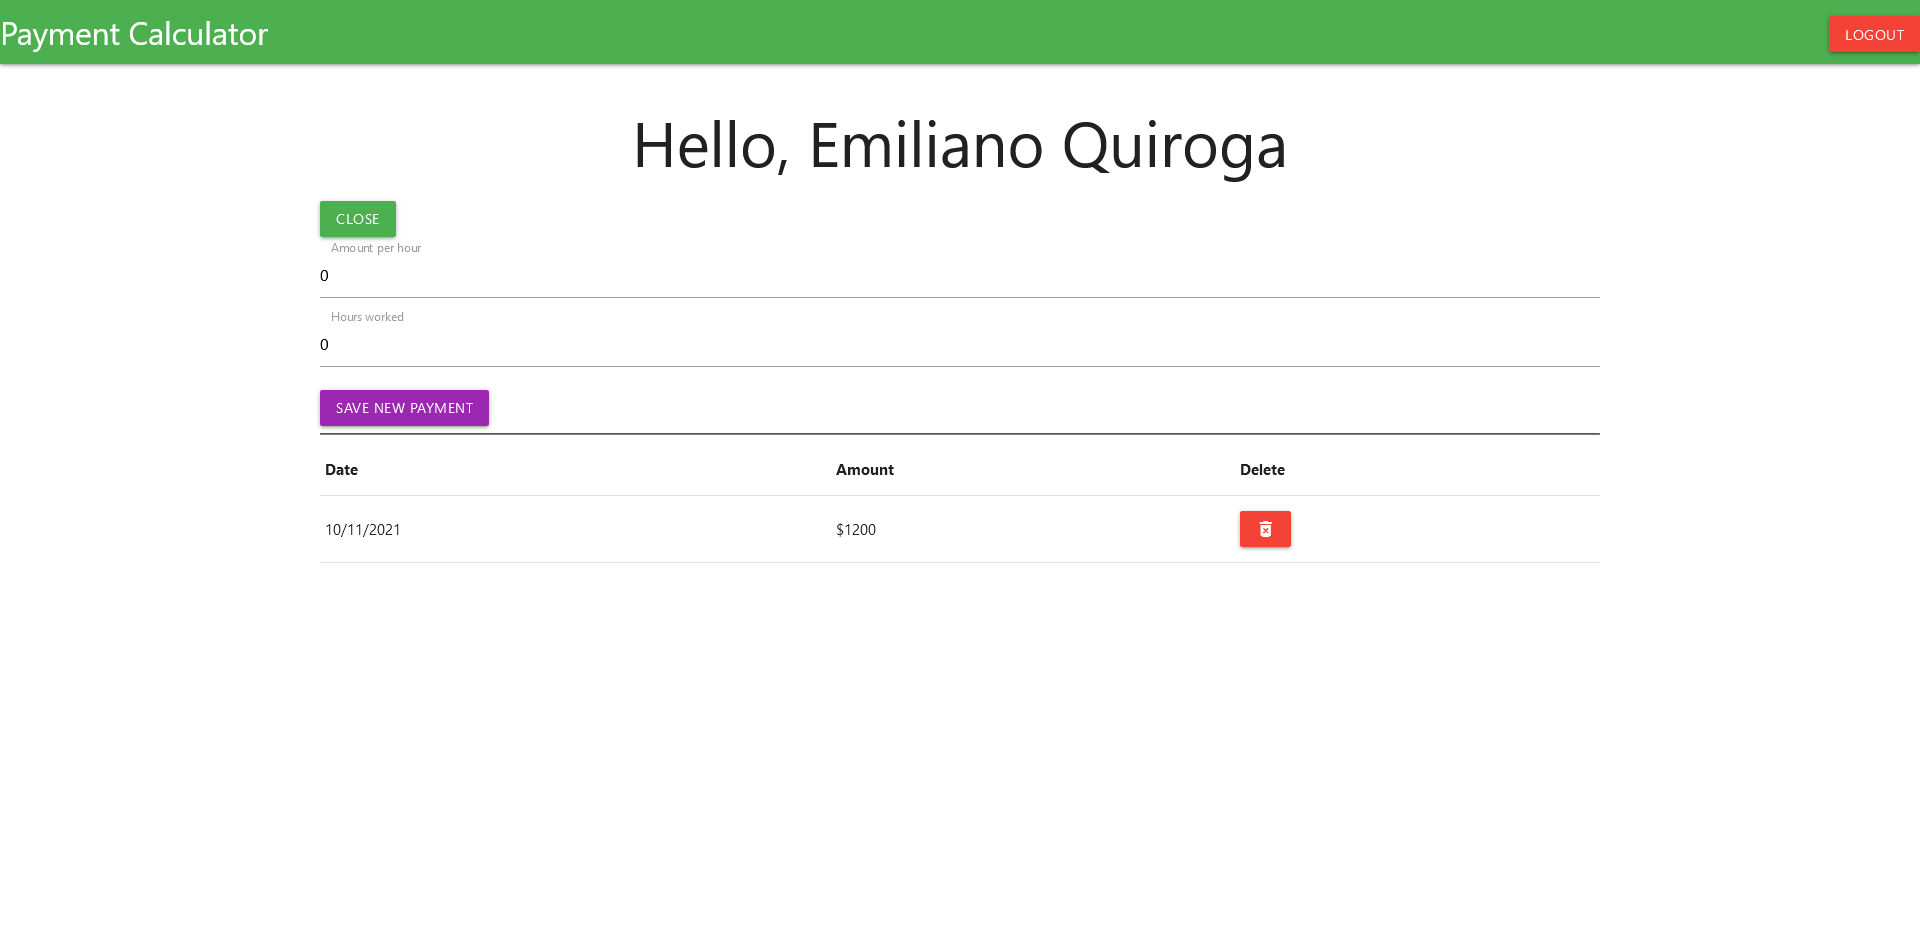 Payment Calculator
LOGOUT
Hello, Emiliano Quiroga
CLOSE
Amount per hour
0
Hours worked
0
SAVE NEW PAYMENT
Date Amount Delete
10/11/2021 $1200